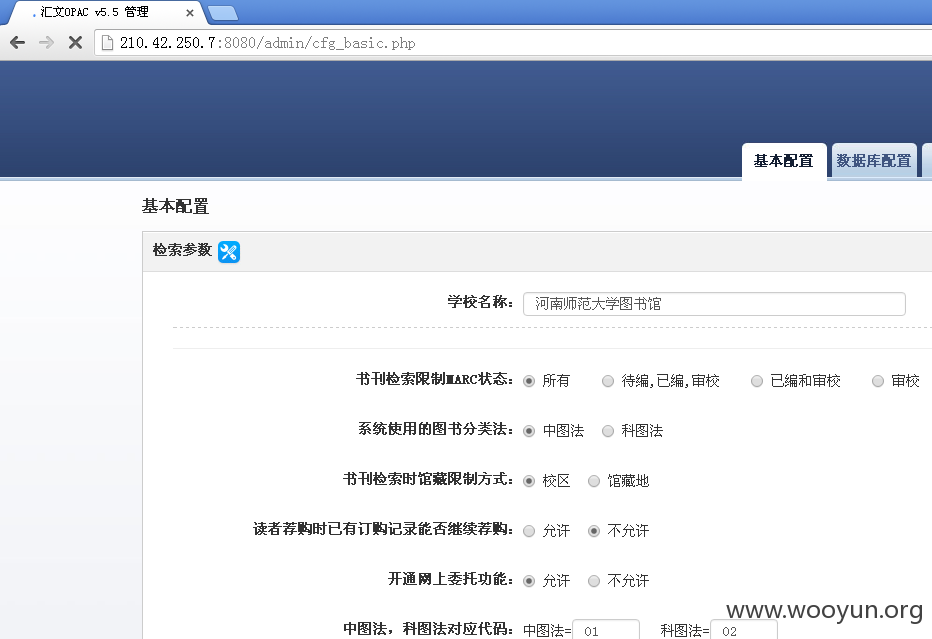 汇文OPAC v5.5 管理
210.42.250.7:8080/admin/cfg_basic.php
基本配置 数据库配置
基本配置
检索参数
学校名称： 河南师范大学图书馆
书刊检索限制MARC状态： 所有 待编,已编,审校 已编和审校 审校
系统使用的图书分类法： 中图法 科图法
书刊检索时馆藏限制方式： 校区 馆藏地
读者荐购时已有订购记录能否继续荐购： 允许 不允许
开通网上委托功能： 允许 不允许
中图法，科图法对应代码： 中图法= 01 科图法= 02
www.wooyun.org